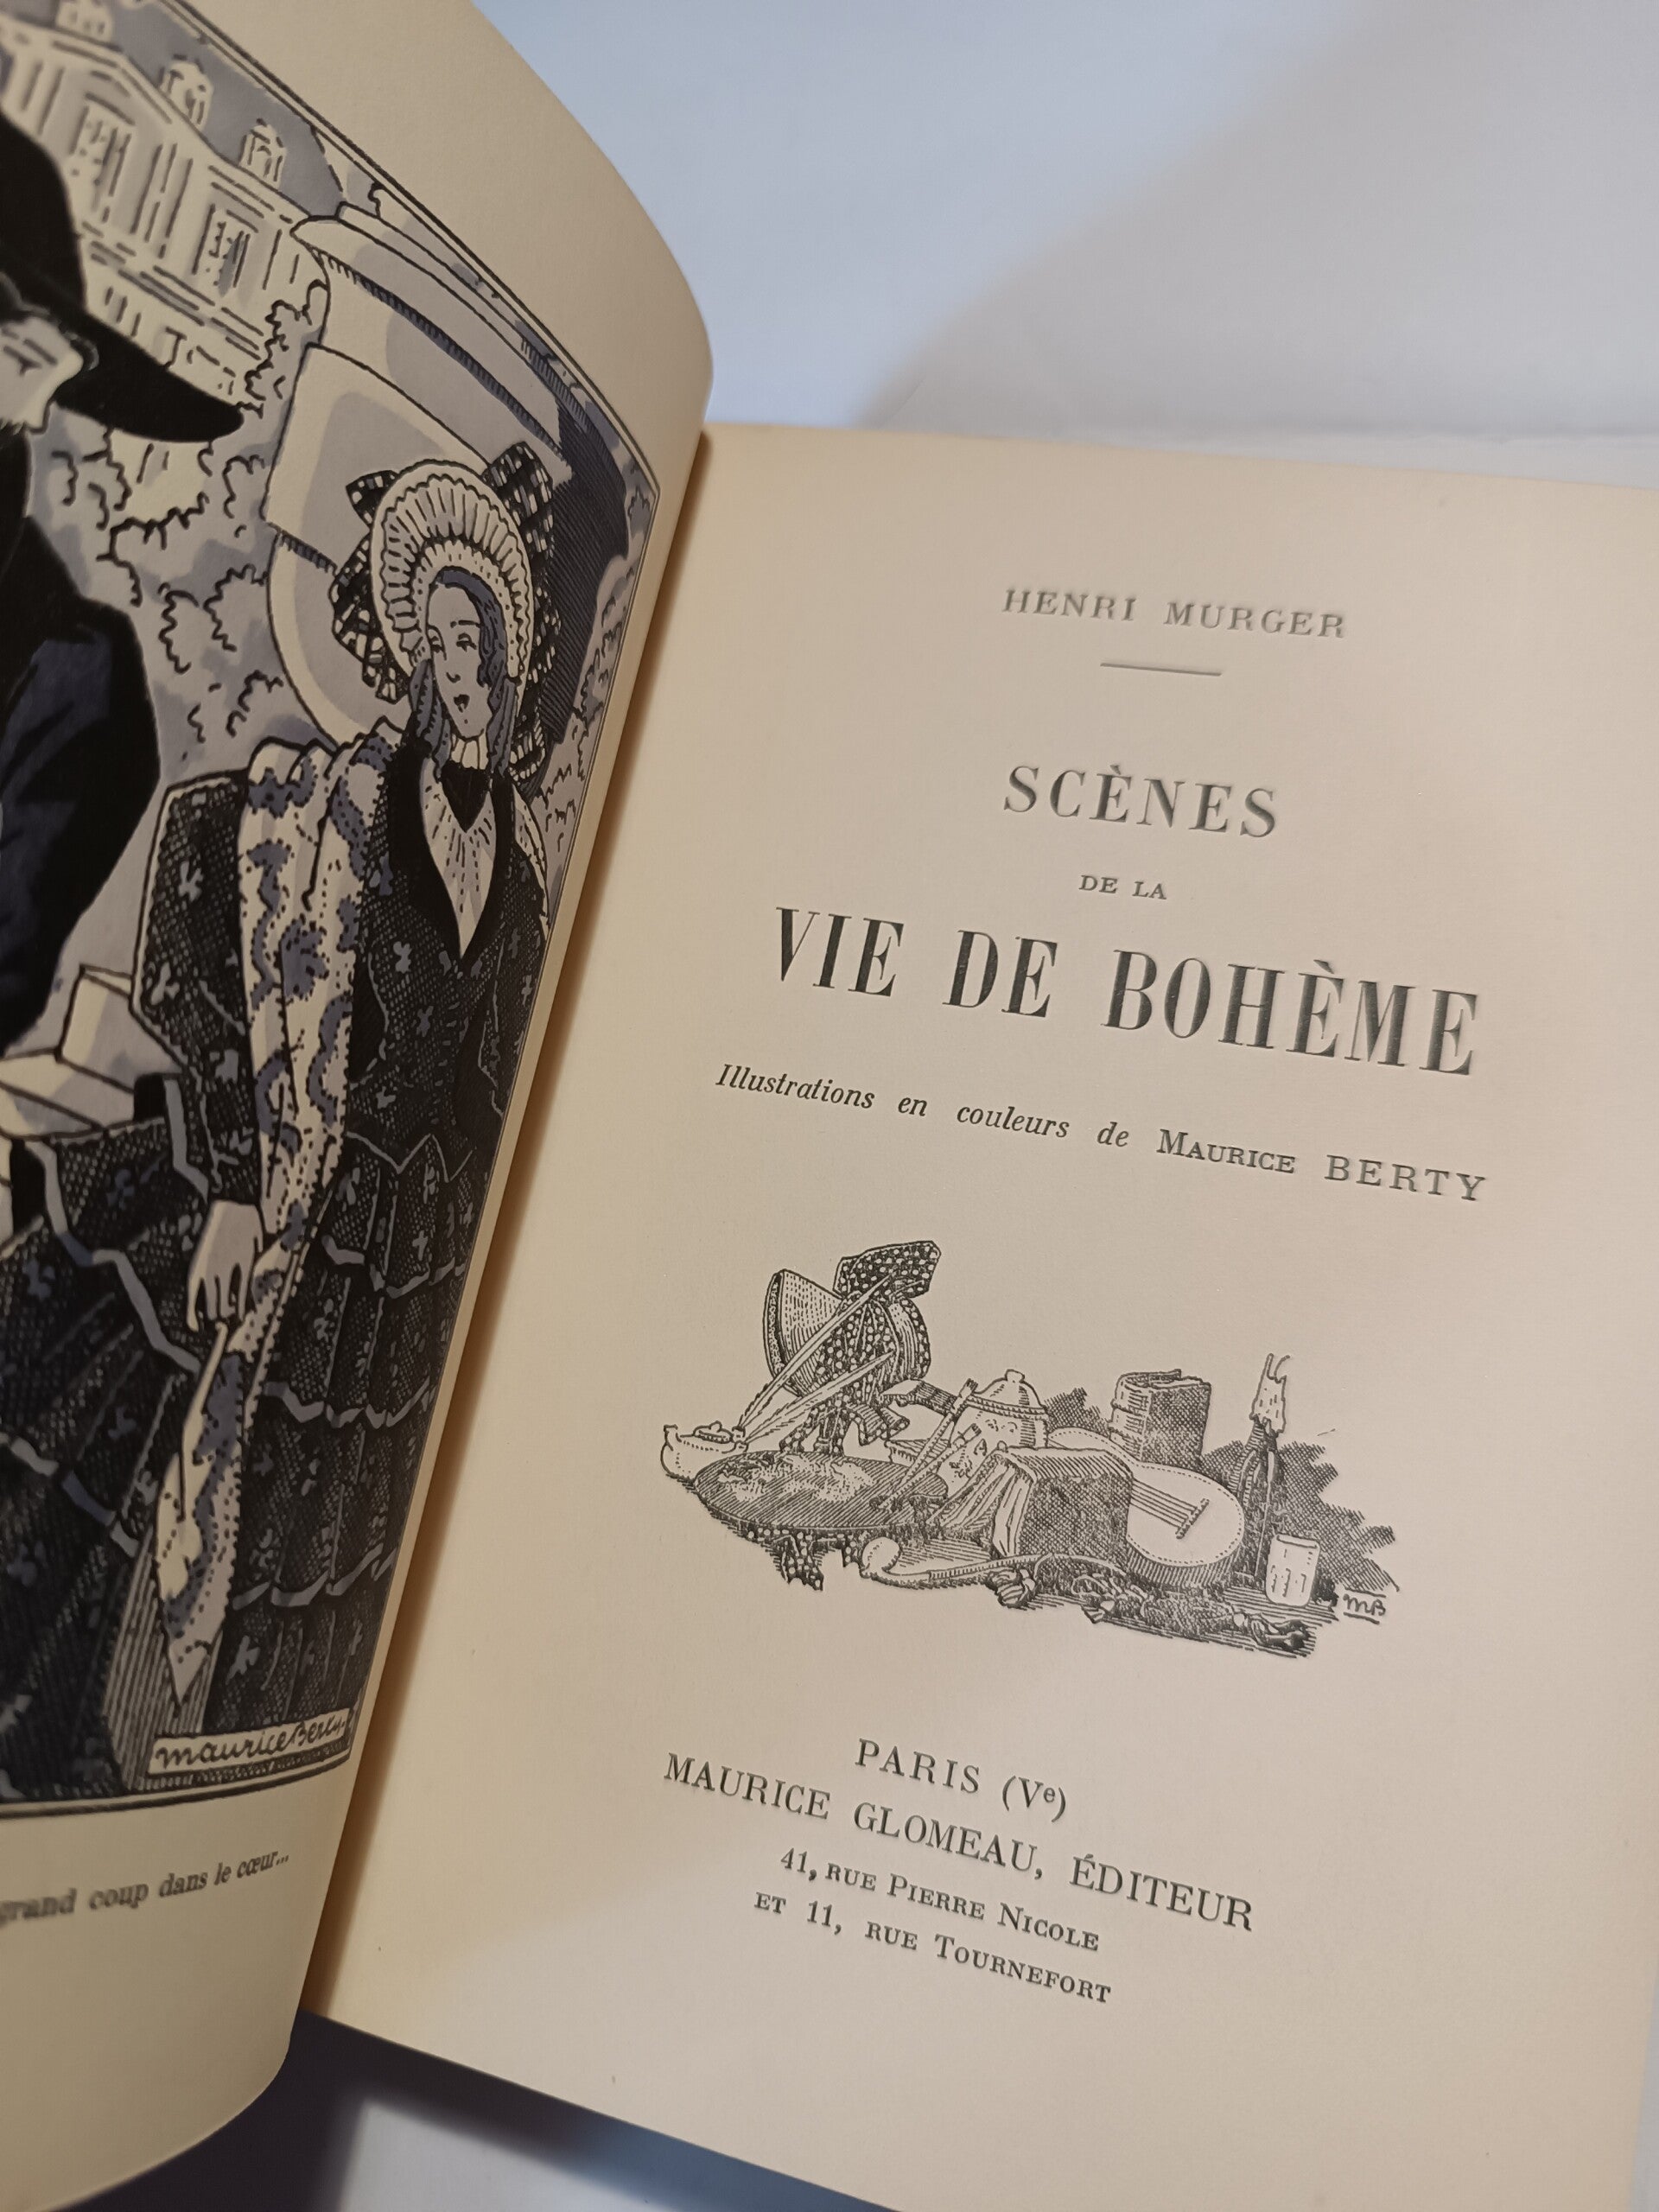 maurice Berty
grand coup dans le cœur...
HENRI MURGER
SCÈNES
DE LA
VIE DE BOHÈME
Illustrations en couleurs de MAURICE BERTY
MB
PARIS (Vᵉ)
MAURICE GLOMEAU, ÉDITEUR
41, RUE PIERRE NICOLE
ET 11, RUE TOURNEFORT